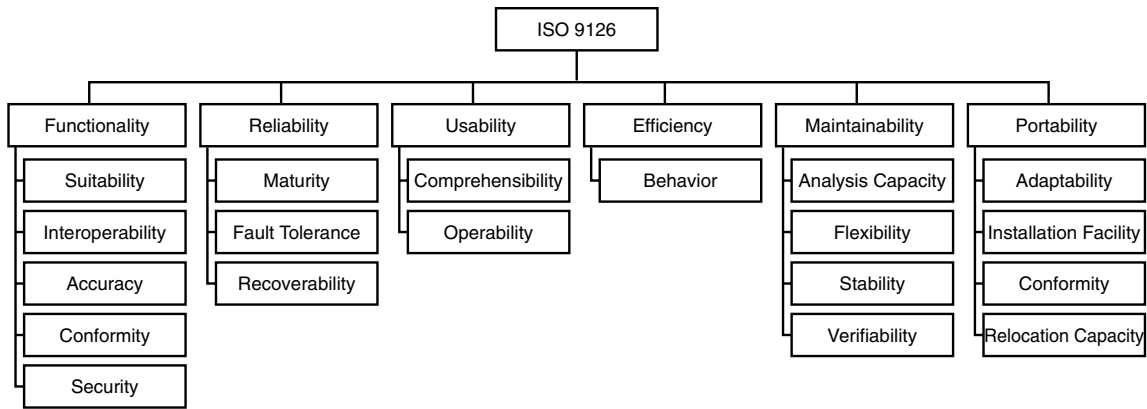 ISO 9126
Functionality
Suitability
Interoperability
Accuracy
Conformity
Security
Reliability
Maturity
Fault Tolerance
Recoverability
Usability
Comprehensibility
Operability
Efficiency
Behavior
Maintainability
Analysis Capacity
Flexibility
Stability
Verifiability
Portability
Adaptability
Installation Facility
Conformity
Relocation Capacity